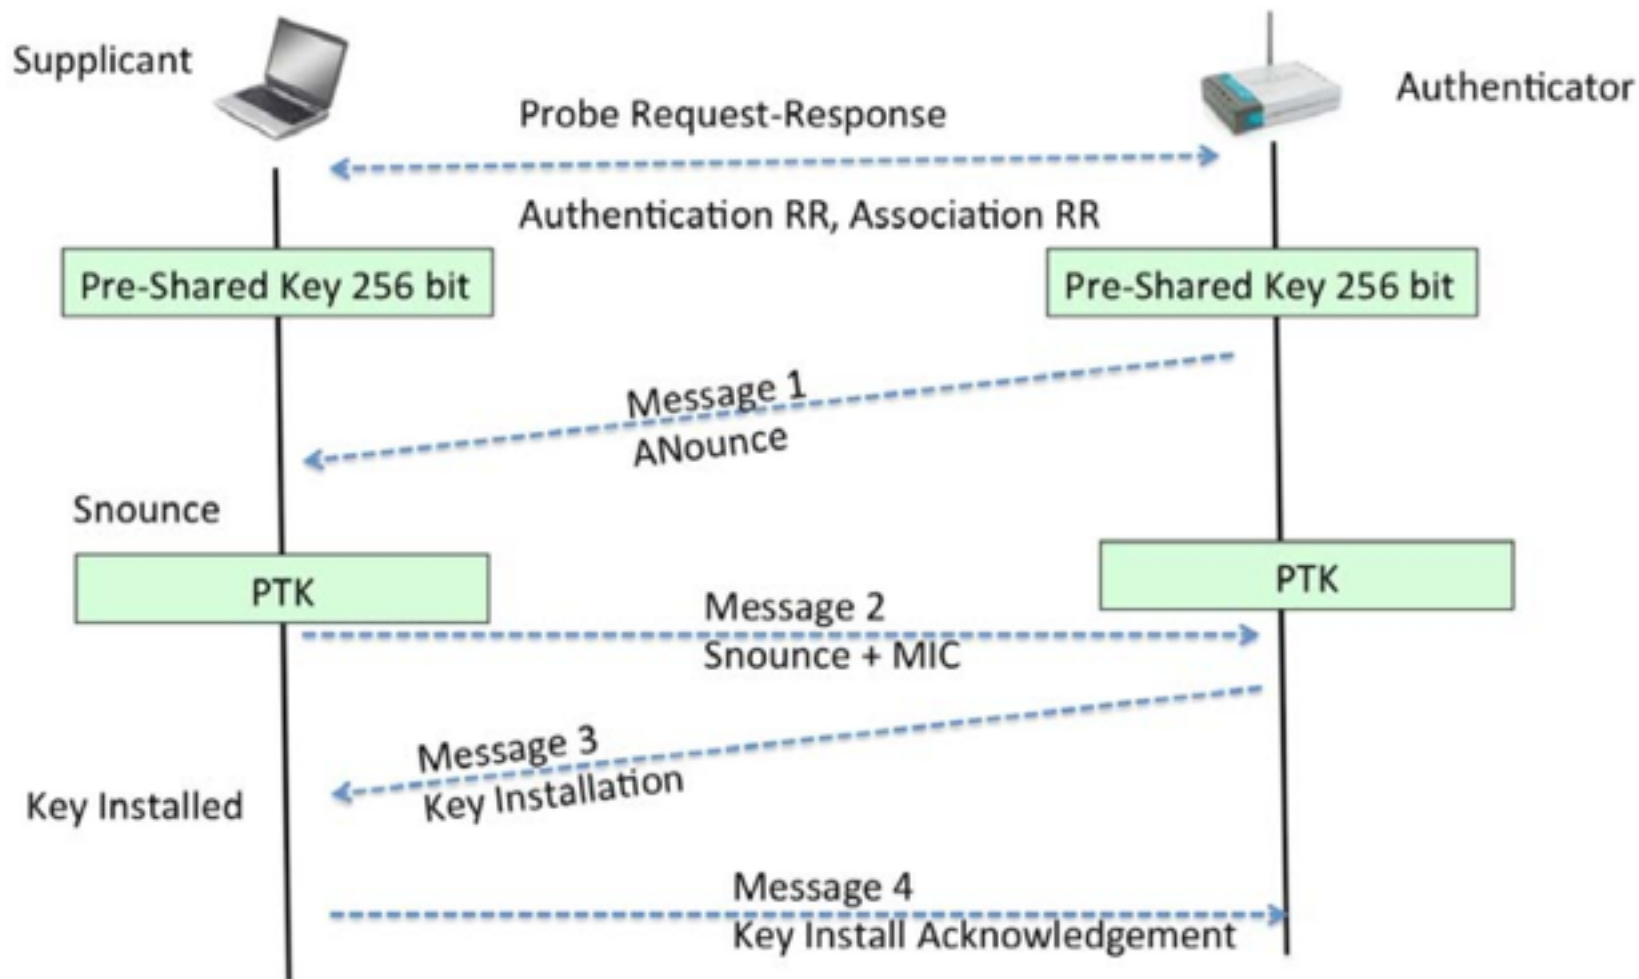 Supplicant
Authenticator
Probe Request-Response
Authentication RR, Association RR
Pre-Shared Key 256 bit
Pre-Shared Key 256 bit
Message 1
ANounce
Snounce
PTK
PTK
Message 2
Snounce + MIC
Message 3
Key Installation
Key Installed
Message 4
Key Install Acknowledgement